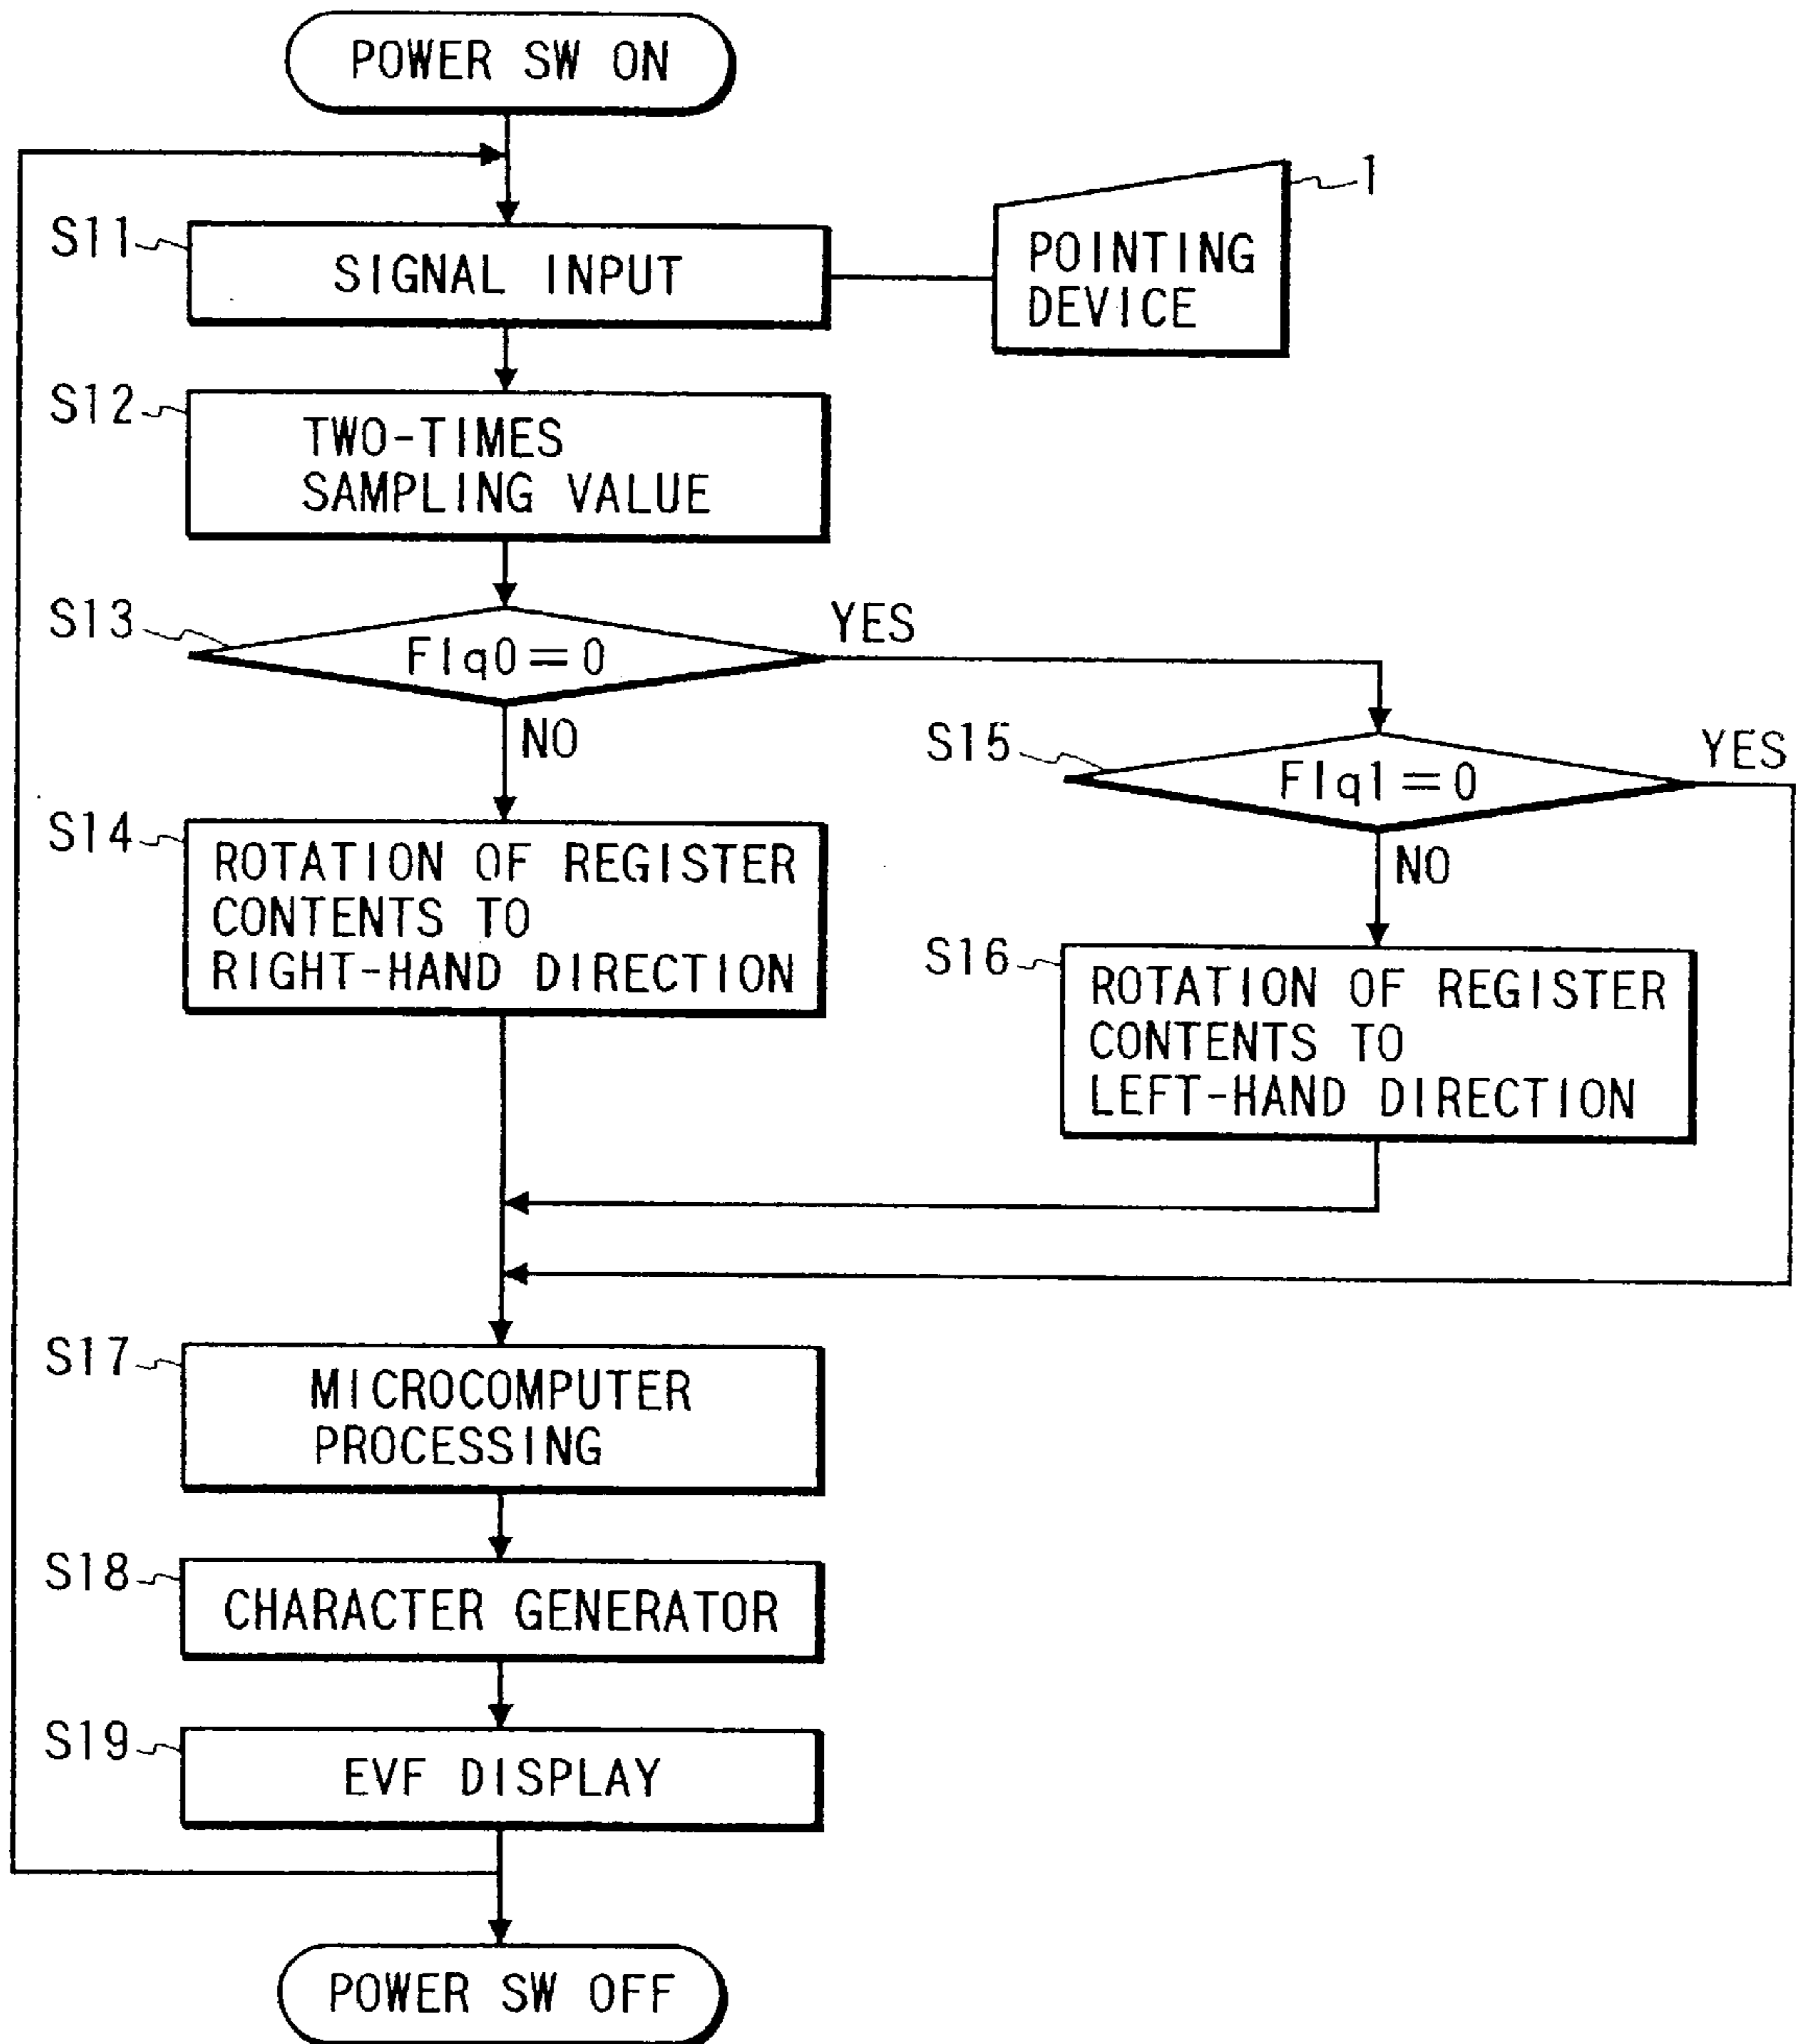 POWER SW ON
1
S11
SIGNAL INPUT
POINTING
DEVICE
S12
TWO-TIMES
SAMPLING VALUE
S13
Flq0=0
YES
NO
S15
Flq1=0
YES
NO
S14
ROTATION OF REGISTER
CONTENTS TO
RIGHT-HAND DIRECTION
S16
ROTATION OF REGISTER
CONTENTS TO
LEFT-HAND DIRECTION
S17
MICROCOMPUTER
PROCESSING
S18
CHARACTER GENERATOR
S19
EVF DISPLAY
POWER SW OFF